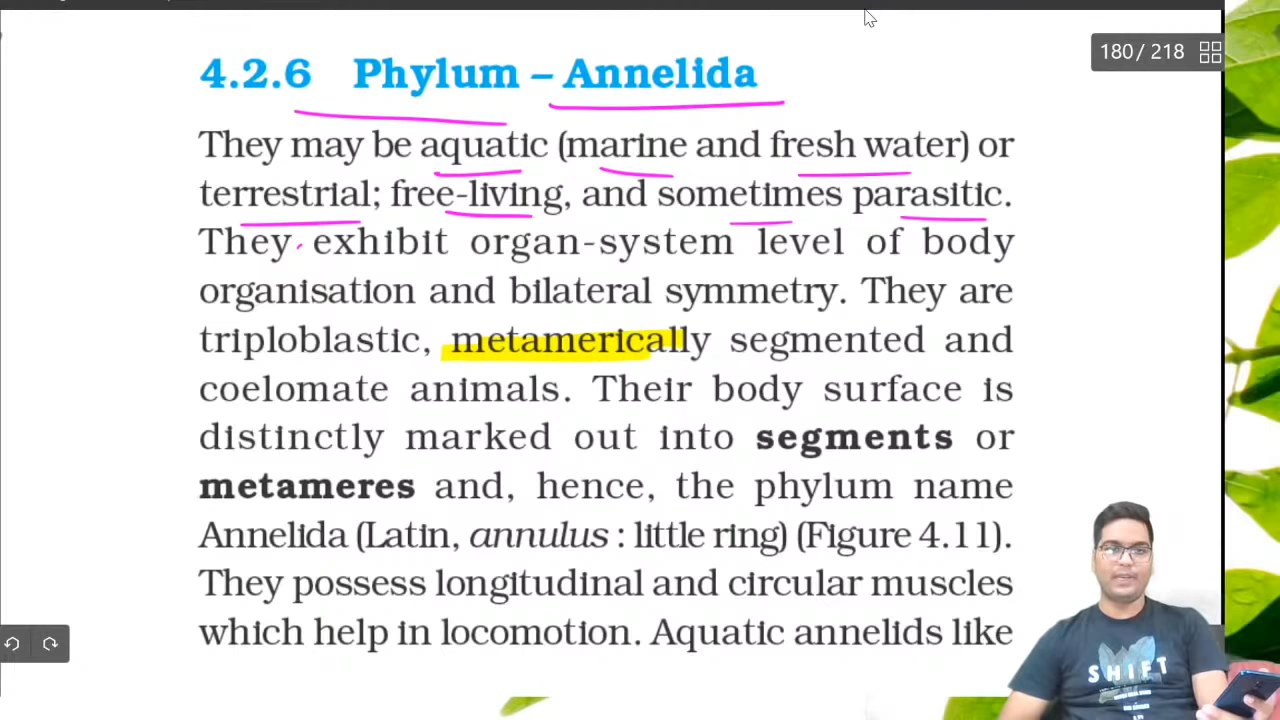 180 / 218
4.2.6 Phylum – Annelida
They may be aquatic (marine and fresh water) or
terrestrial; free-living, and sometimes parasitic.
They exhibit organ-system level of body
organisation and bilateral symmetry. They are
triploblastic, metamerically segmented and
coelomate animals. Their body surface is
distinctly marked out into segments or
metameres and, hence, the phylum name
Annelida (Latin, annulus : little ring) (Figure 4.11).
They possess longitudinal and circular muscles
which help in locomotion. Aquatic annelids like
SHIFT